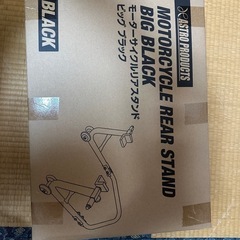 ASTRO PRODUCTS
MOTORCYCLE REAR STAND
BIG BLACK
モーターサイクルリアスタンド
ビッグ ブラック
BLACK